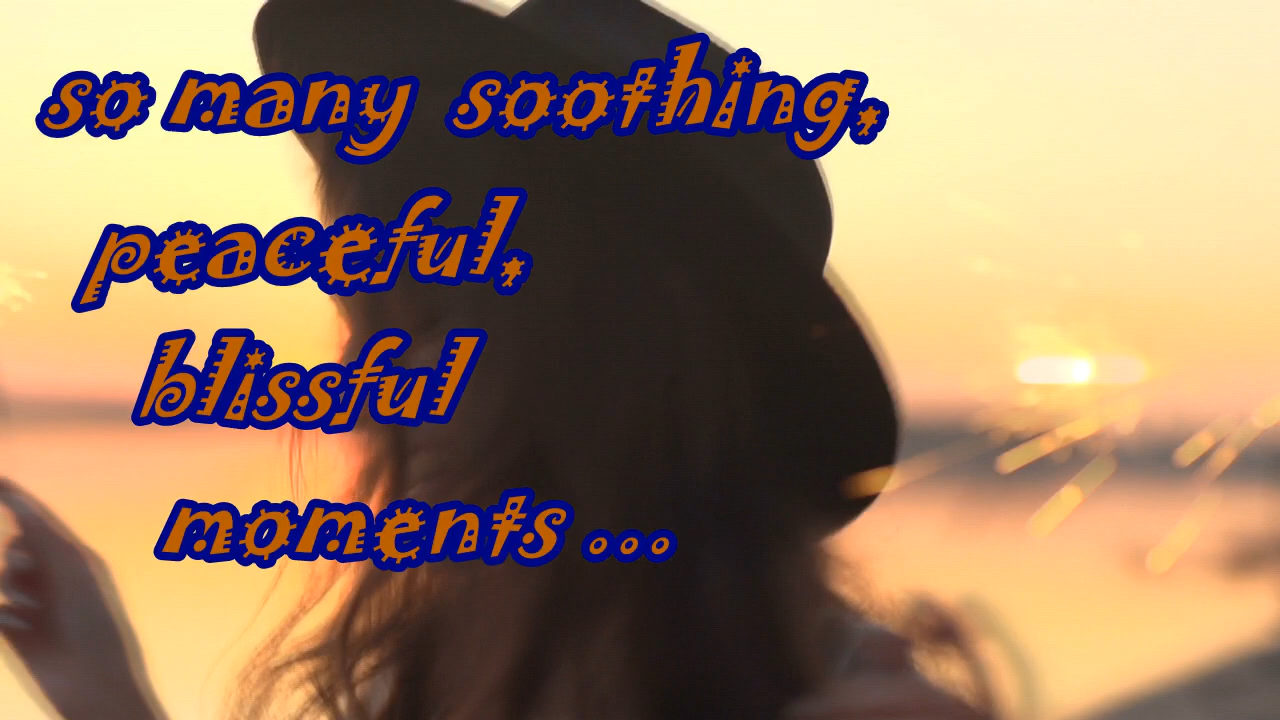 so many soothing,
peaceful,
blissful
moments ...